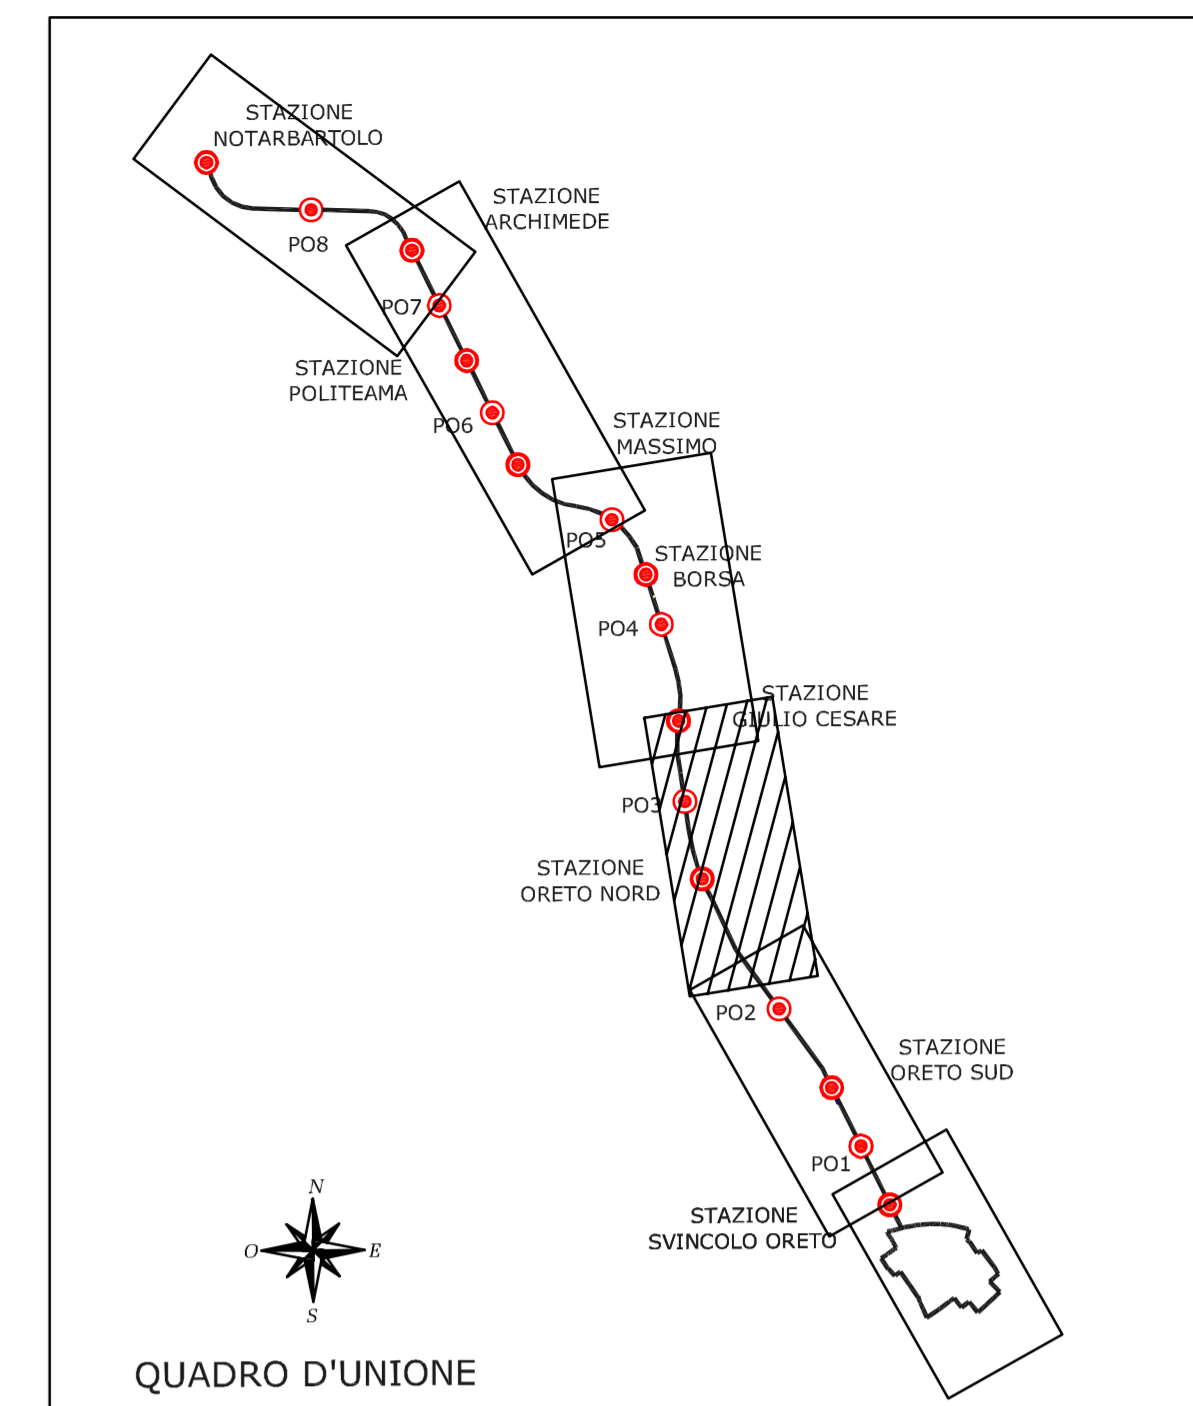 STAZIONE
NOTARBARTOLO
STAZIONE
ARCHIMEDE
PO8
PO7
STAZIONE
POLITEAMA
PO6
STAZIONE
MASSIMO
PO5
STAZIONE
BORSA
PO4
STAZIONE
GIULIO CESARE
PO3
STAZIONE
ORETO NORD
PO2
STAZIONE
ORETO SUD
PO1
STAZIONE
SVINCOLO ORETO
N
O
E
S
QUADRO D'UNIONE